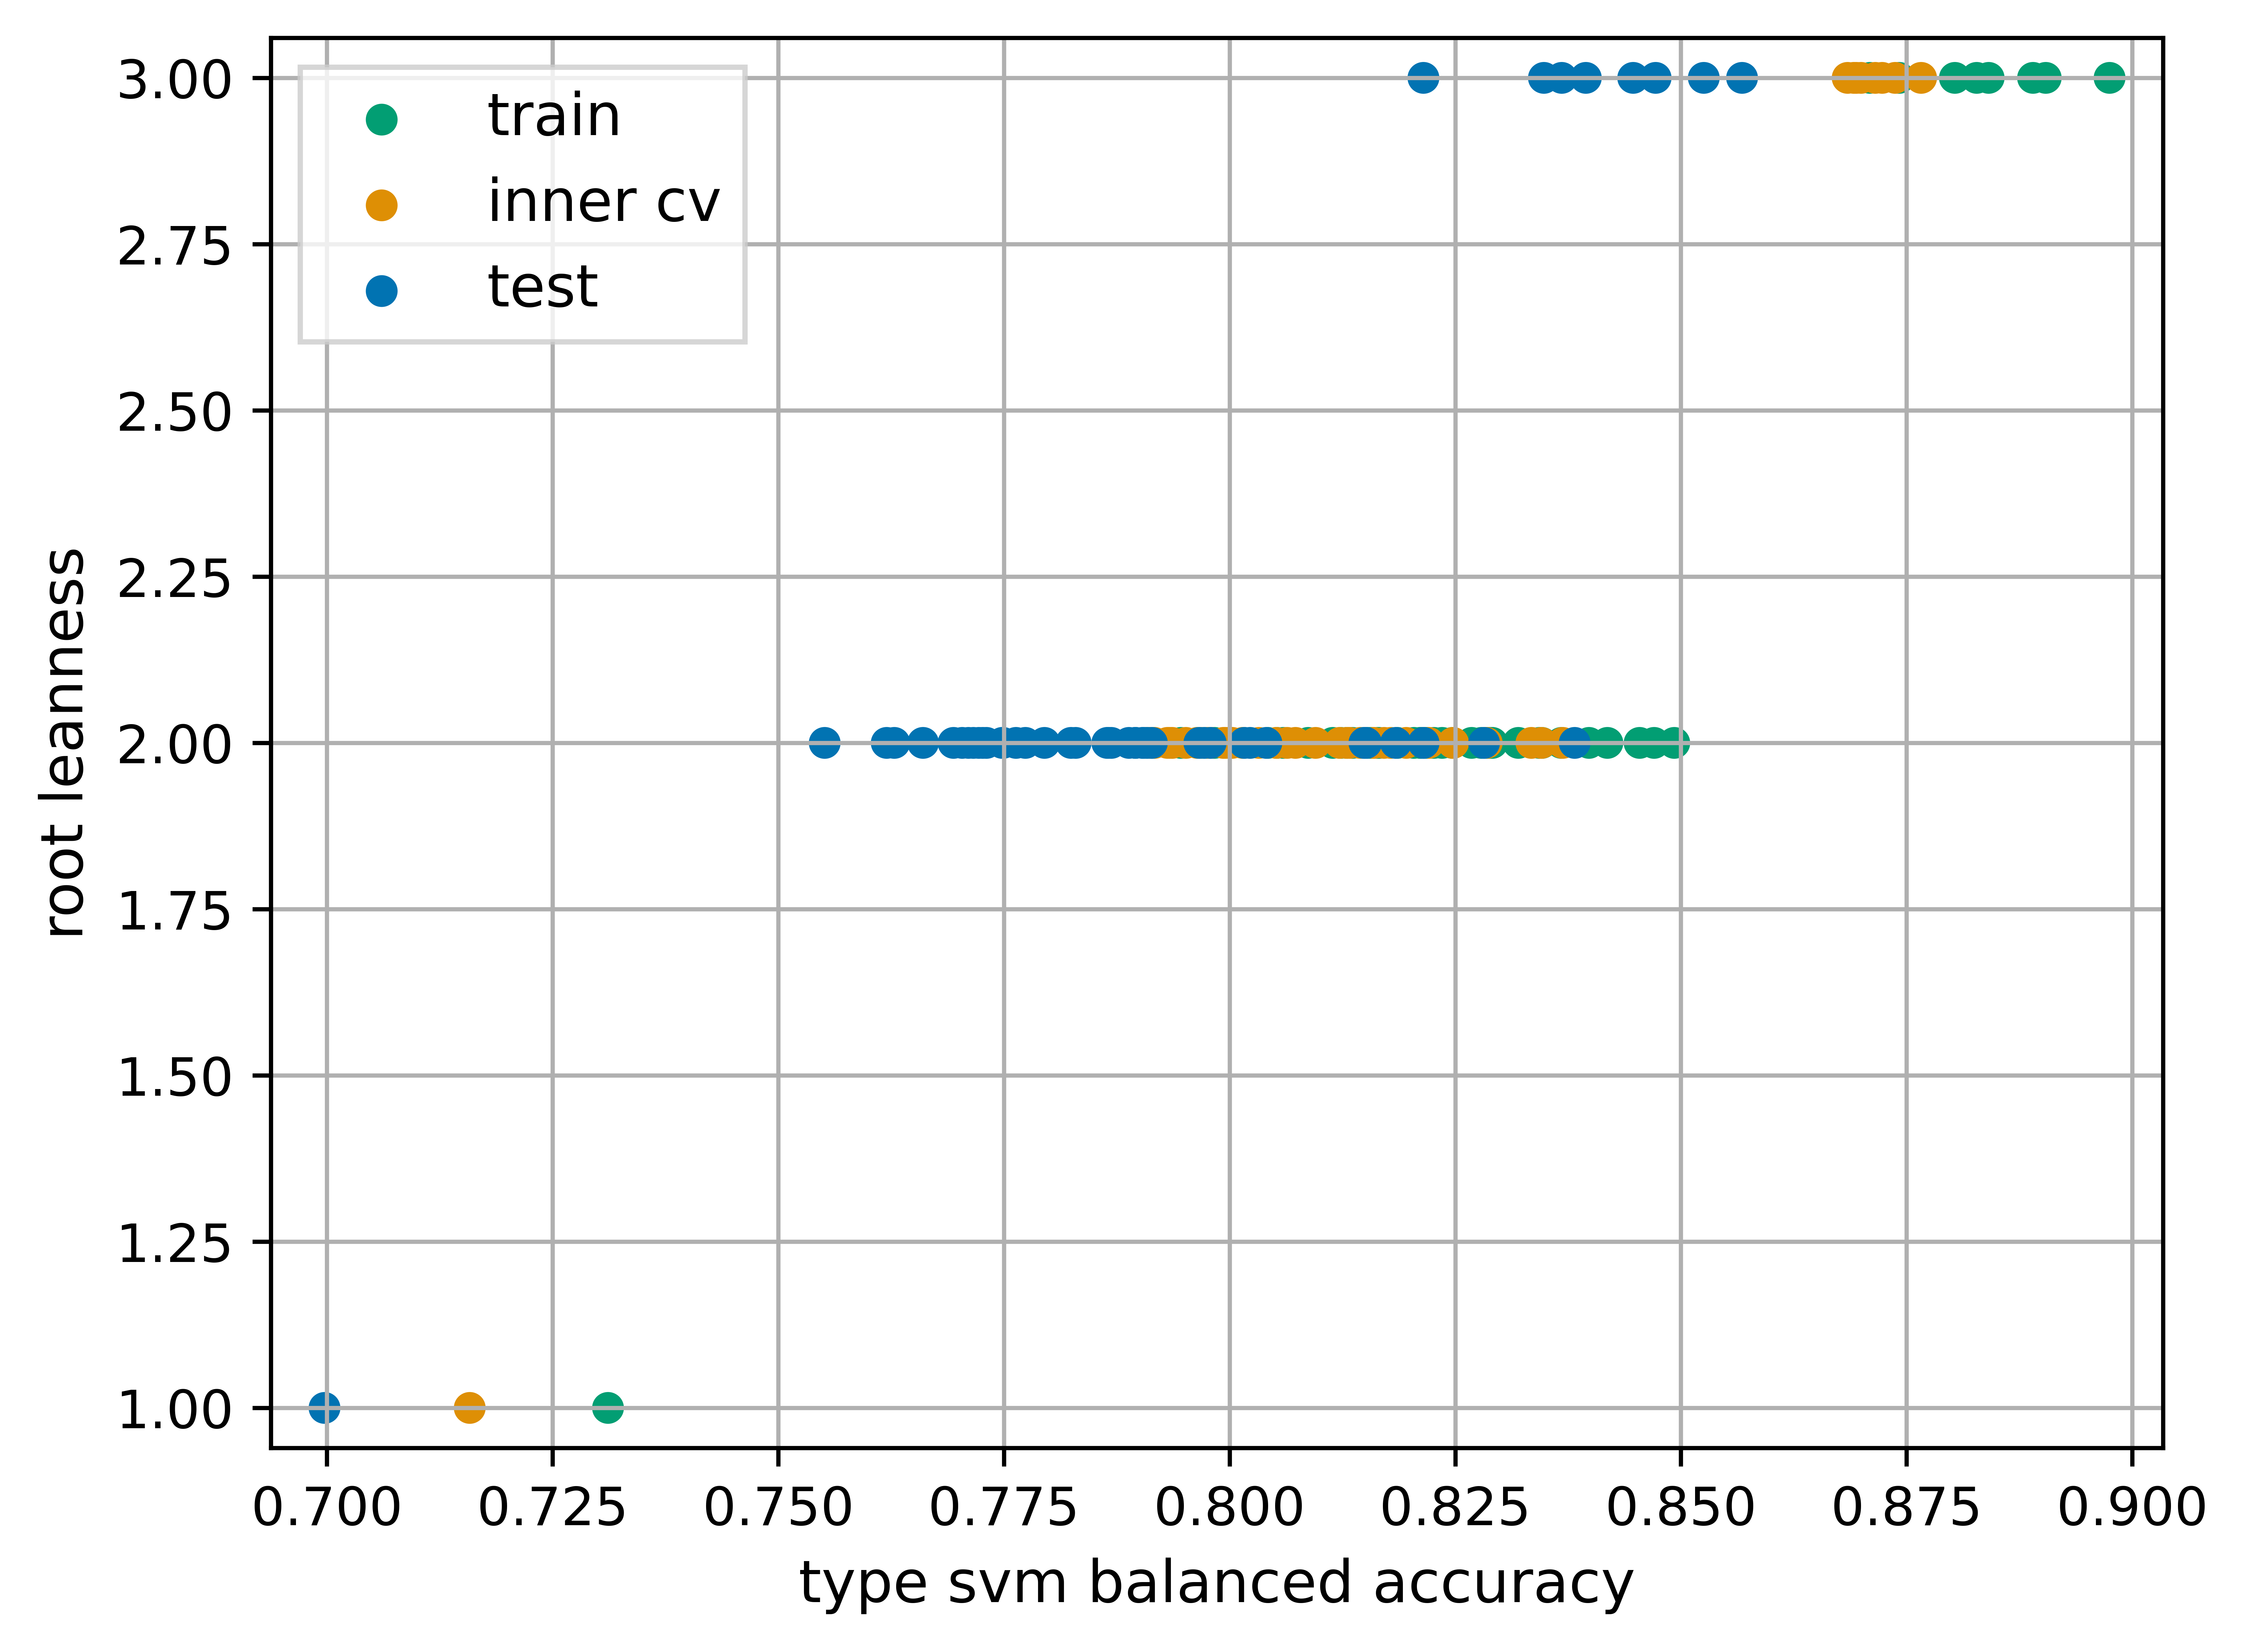 3.00
2.75
2.50
2.25
2.00
1.75
1.50
1.25
1.00
root leanness
train
inner cv
test
0.700 0.725 0.750 0.775 0.800 0.825 0.850 0.875 0.900
type svm balanced accuracy